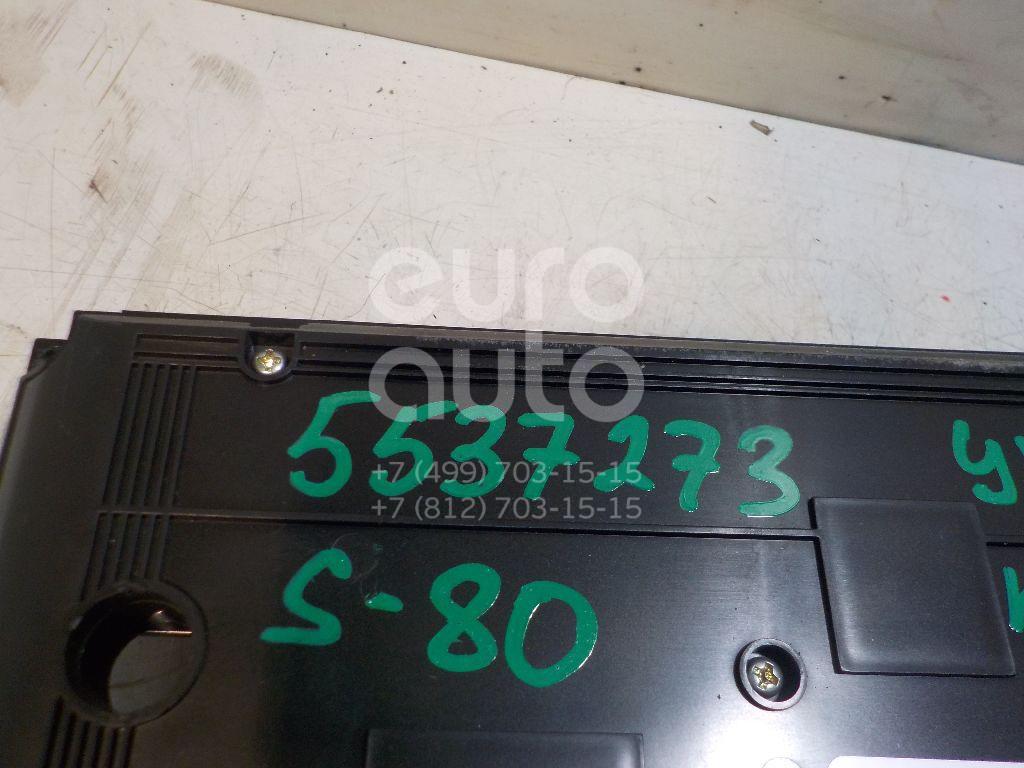 euro
auto
5537273
+7 (499) 703-15-15
+7 (812) 703-15-15
S-80